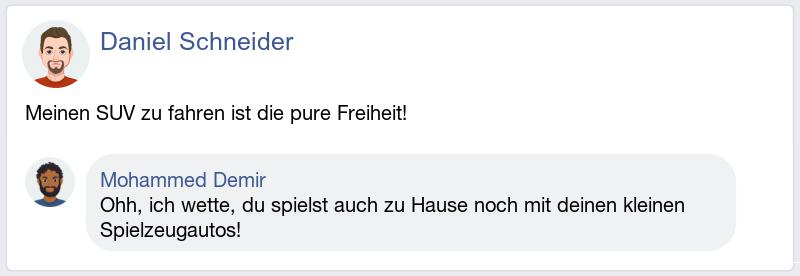 Daniel Schneider
Meinen SUV zu fahren ist die pure Freiheit!
Mohammed Demir
Ohh, ich wette, du spielst auch zu Hause noch mit deinen kleinen
Spielzeugautos!